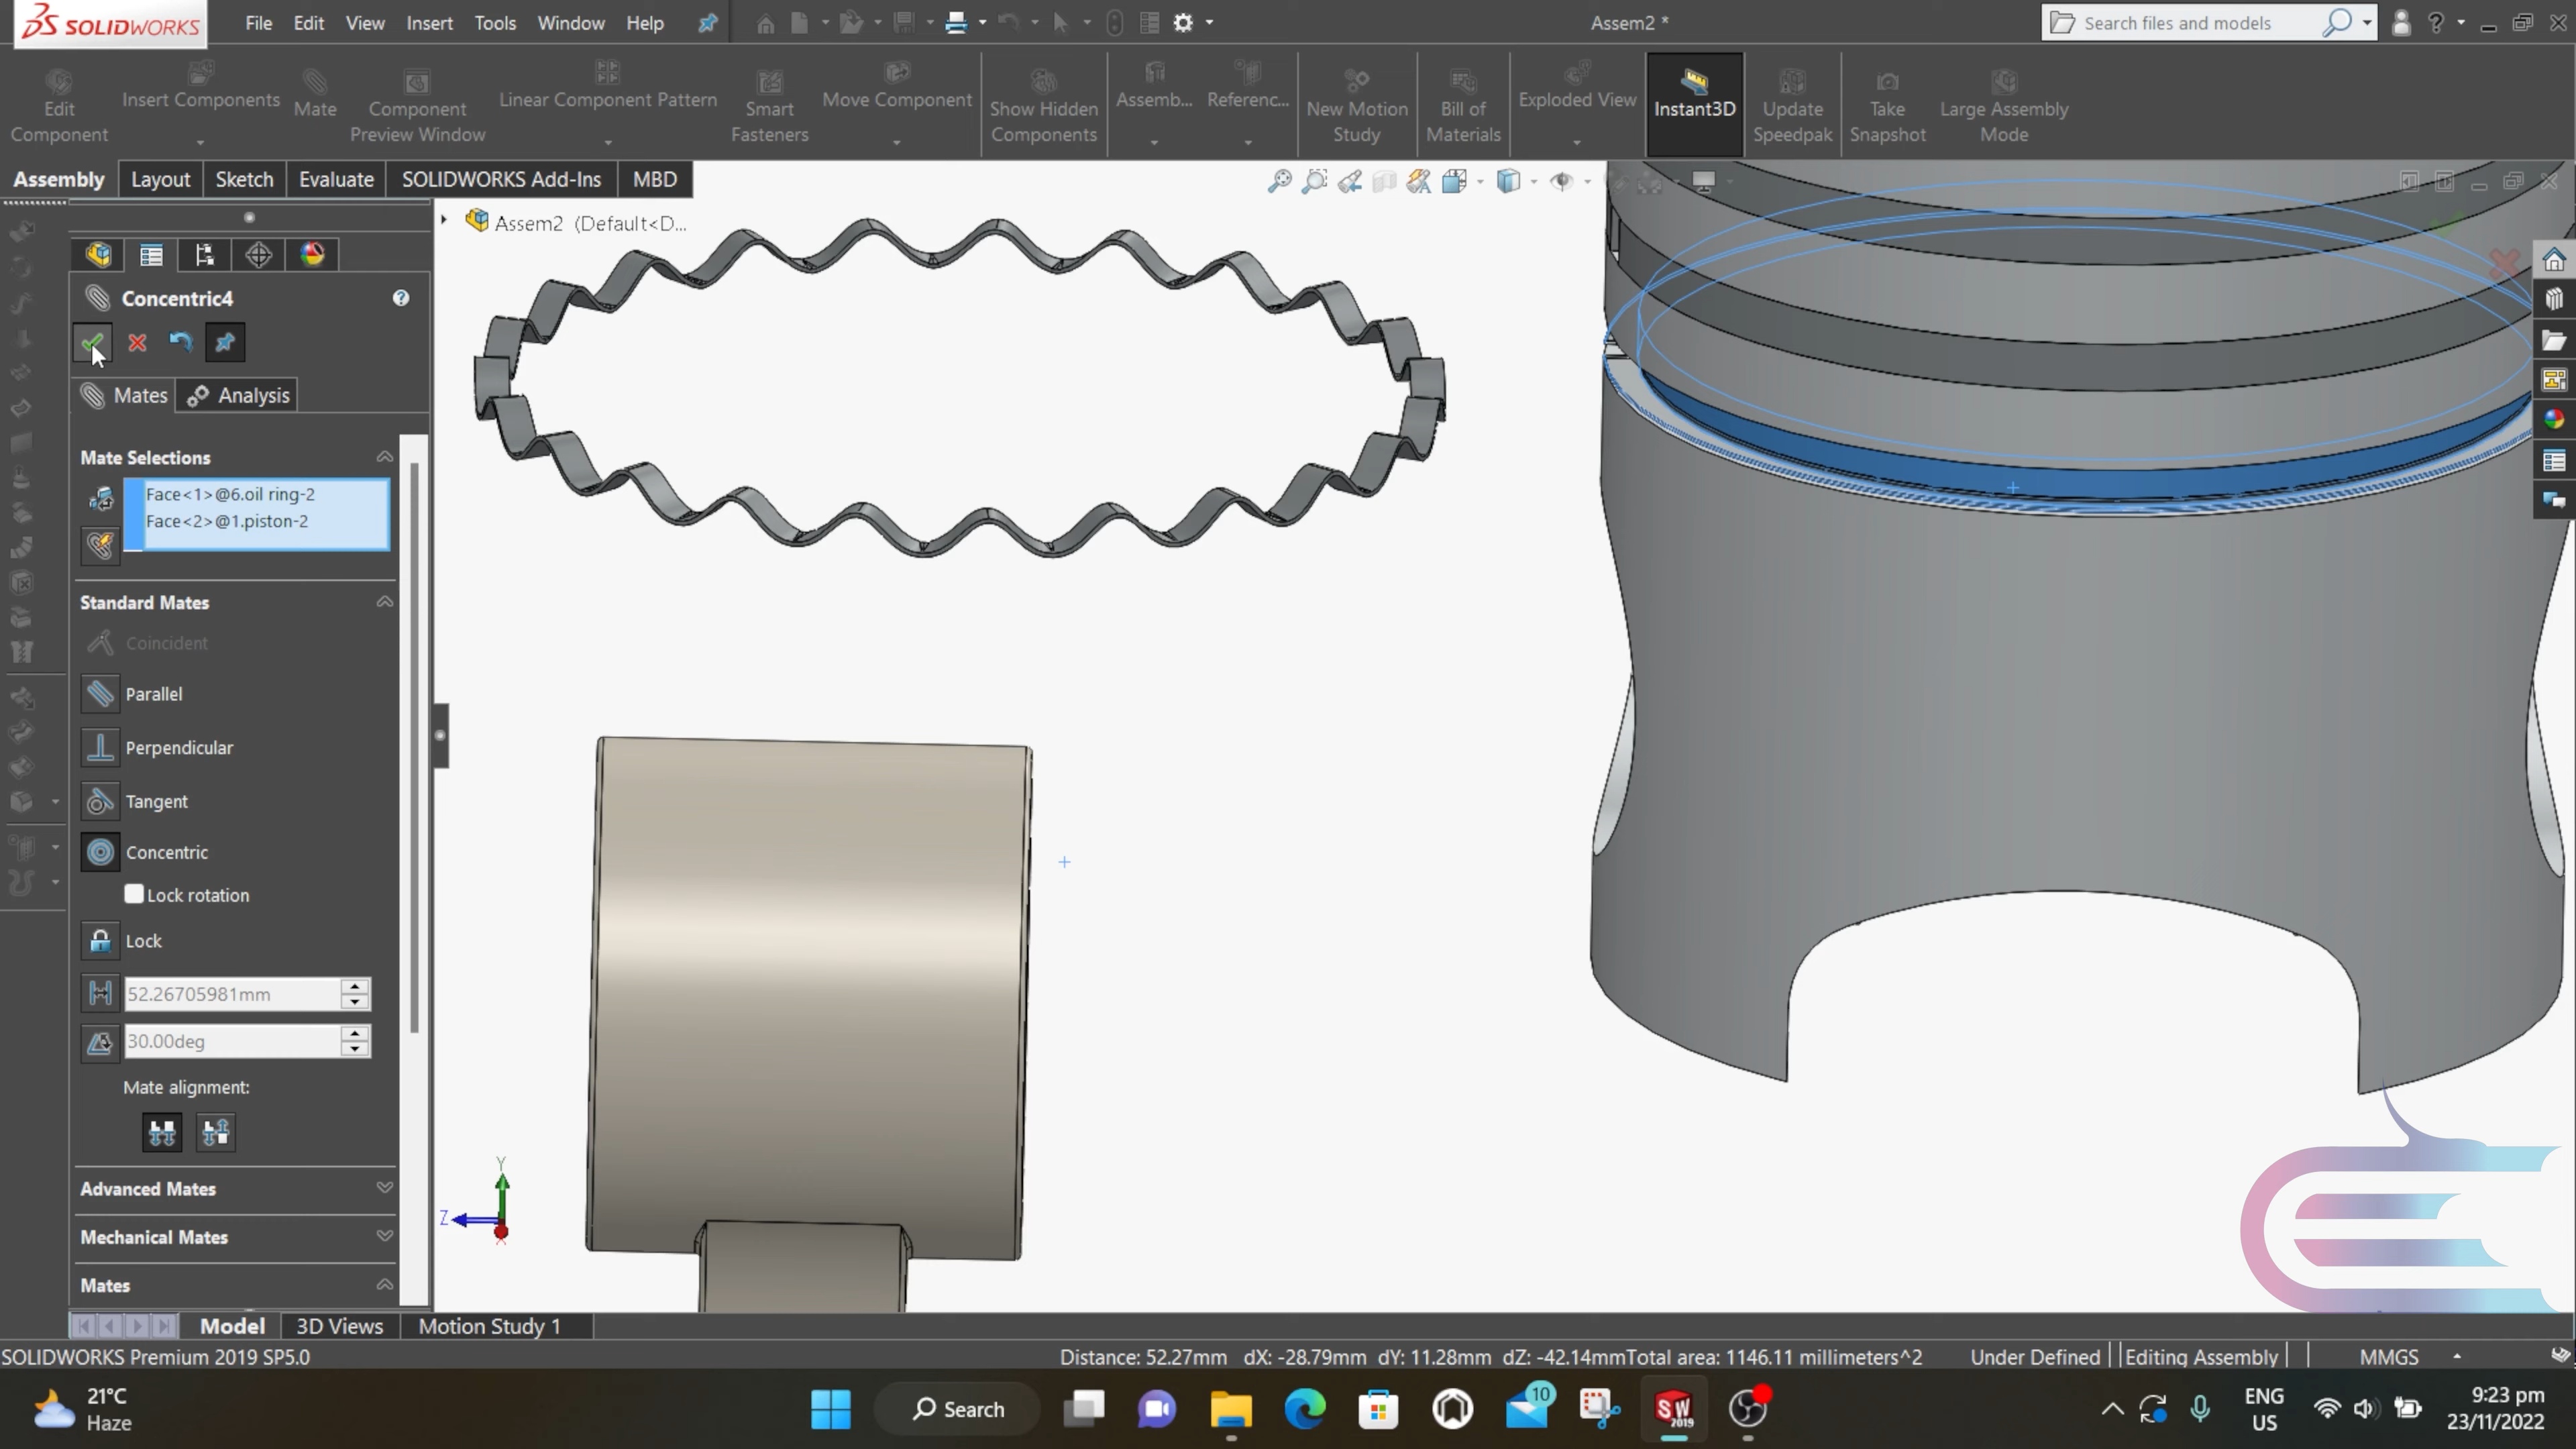 SOLIDWORKS File Edit View Insert Tools Window Help Assem2 * Search files and models
Edit Component Insert Components Mate Component Preview Window Linear Component Pattern Smart Fasteners Move Component Show Hidden Components Assemb... Referenc... New Motion Study Bill of Materials Exploded View Instant3D Update Speedpak Take Snapshot Large Assembly Mode
Assembly Layout Sketch Evaluate SOLIDWORKS Add-Ins MBD
Assem2 (Default<D...
Concentric4
Mates Analysis
Mate Selections
Face<1>@6.oil ring-2
Face<2>@1.piston-2
Standard Mates
Coincident
Parallel
Perpendicular
Tangent
Concentric
Lock rotation
Lock
52.26705981mm
30.00deg
Mate alignment:
Advanced Mates
Mechanical Mates
Mates
Y
Z
X
Model 3D Views Motion Study 1
SOLIDWORKS Premium 2019 SP5.0 Distance: 52.27mm dX: -28.79mm dY: 11.28mm dZ: -42.14mmTotal area: 1146.11 millimeters^2 Under Defined Editing Assembly MMGS
21°C
Haze
Search
10
SW
2019
ENG
US
9:23 pm
23/11/2022